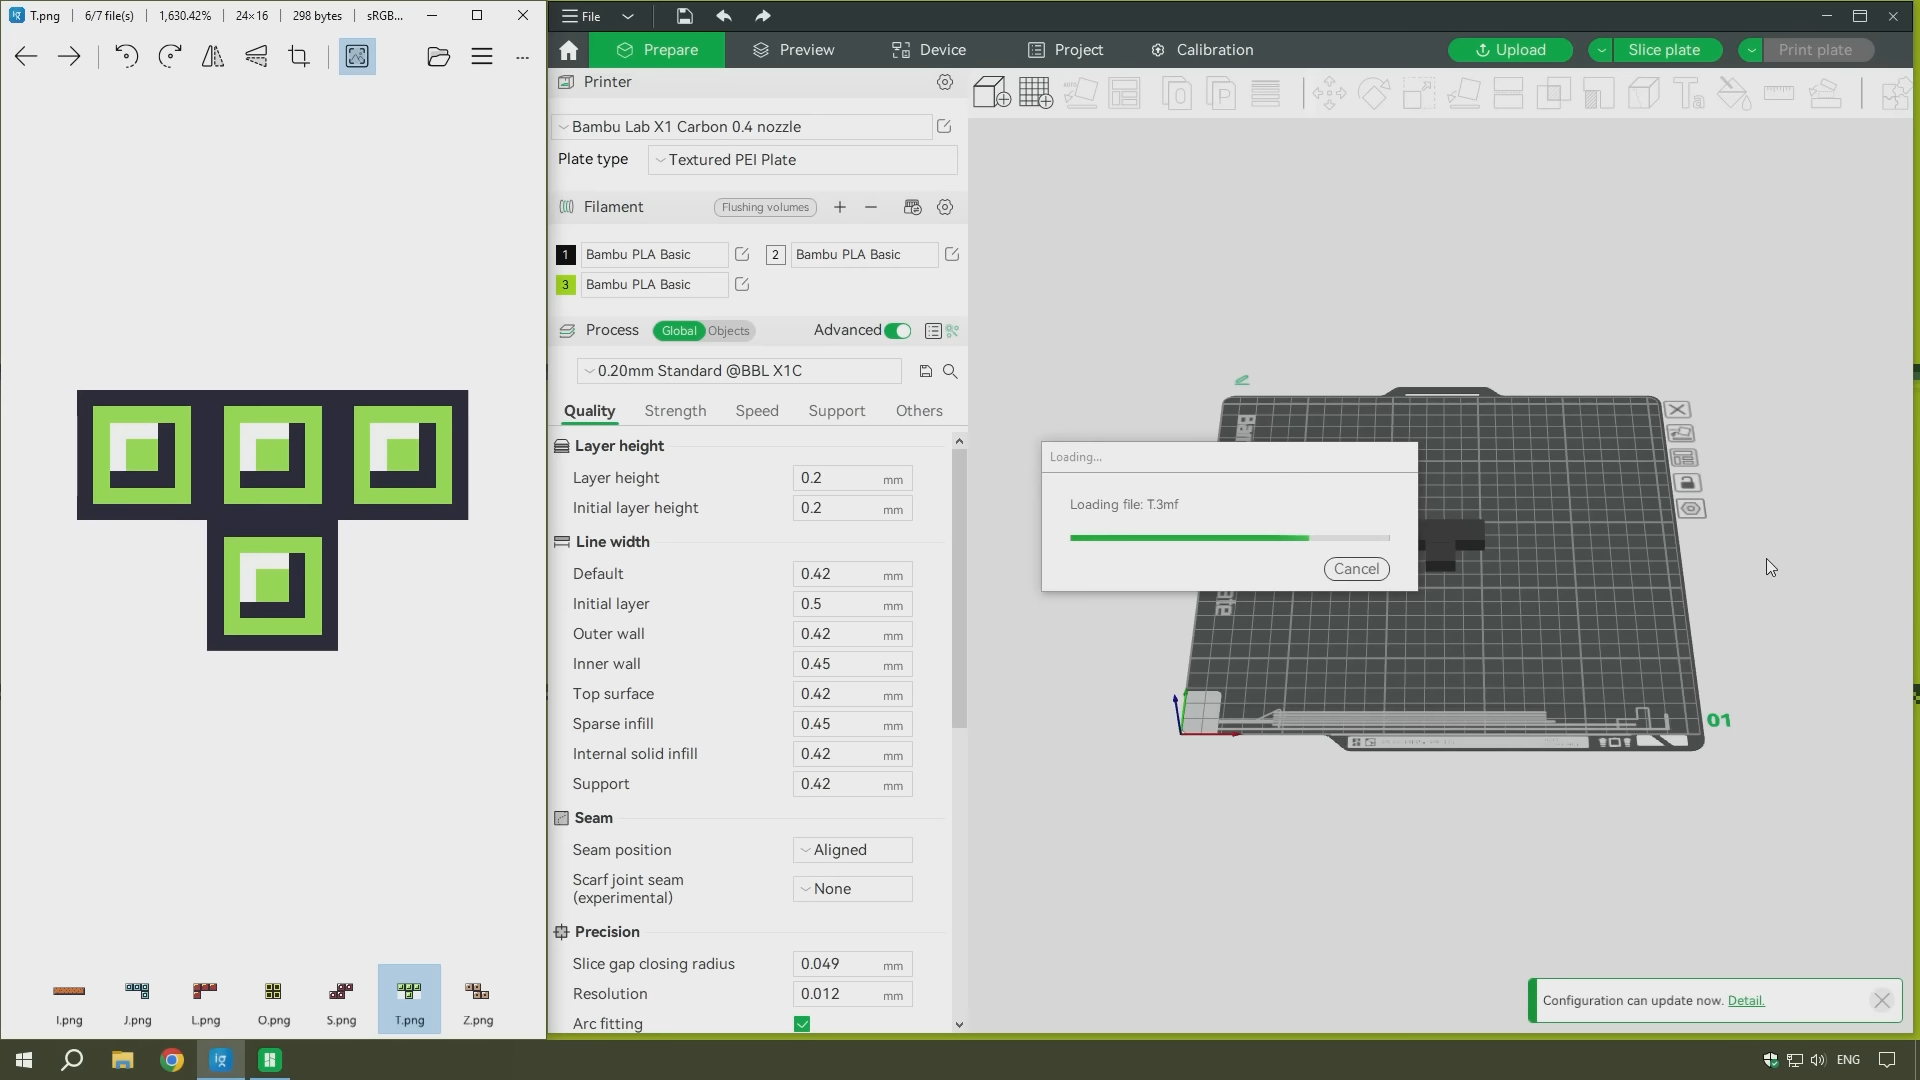 T.png | 6/7 file(s) | 1,630.42% | 24×16 | 298 bytes | sRGB...
File
Prepare
Preview
Device
Project
Calibration
Upload
Slice plate
Print plate
Printer
Bambu Lab X1 Carbon 0.4 nozzle
Plate type
Textured PEI Plate
Filament
Flushing volumes
1 Bambu PLA Basic
2 Bambu PLA Basic
3 Bambu PLA Basic
Process
Global
Objects
Advanced
0.20mm Standard @BBL X1C
Quality
Strength
Speed
Support
Others
Layer height
Layer height 0.2 mm
Initial layer height 0.2 mm
Line width
Default 0.42 mm
Initial layer 0.5 mm
Outer wall 0.42 mm
Inner wall 0.45 mm
Top surface 0.42 mm
Sparse infill 0.45 mm
Internal solid infill 0.42 mm
Support 0.42 mm
Seam
Seam position Aligned
Scarf joint seam
(experimental) None
Precision
Slice gap closing radius 0.049 mm
Resolution 0.012 mm
Arc fitting
Loading...
Loading file: T.3mf
Cancel
01
Configuration can update now. Detail.
I.png
J.png
L.png
O.png
S.png
T.png
Z.png
ENG